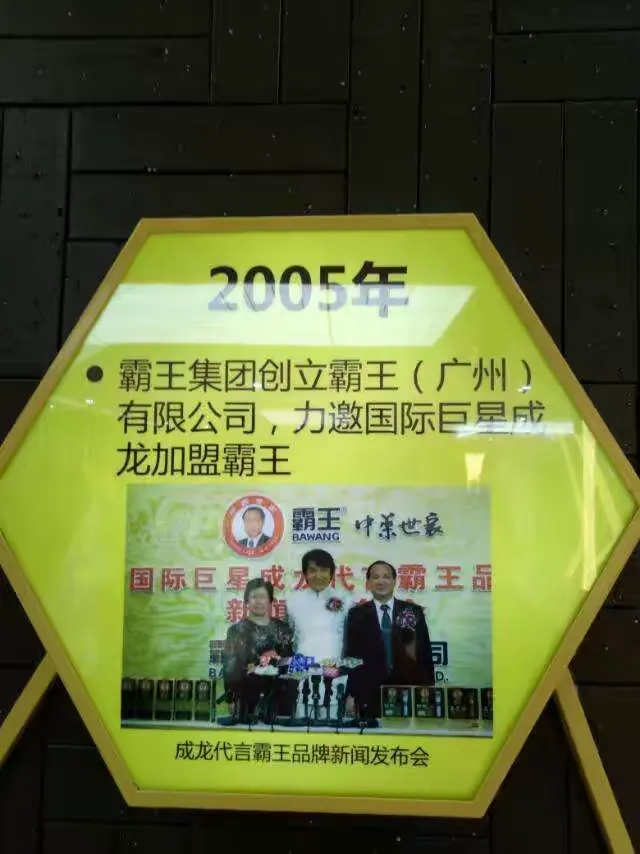 2005年
● 霸王集团创立霸王（广州）
有限公司，力邀国际巨星成
龙加盟霸王
霸王®
BAWANG
中药世家
国际巨星成龙代言霸王品
新闻
成龙代言霸王品牌新闻发布会